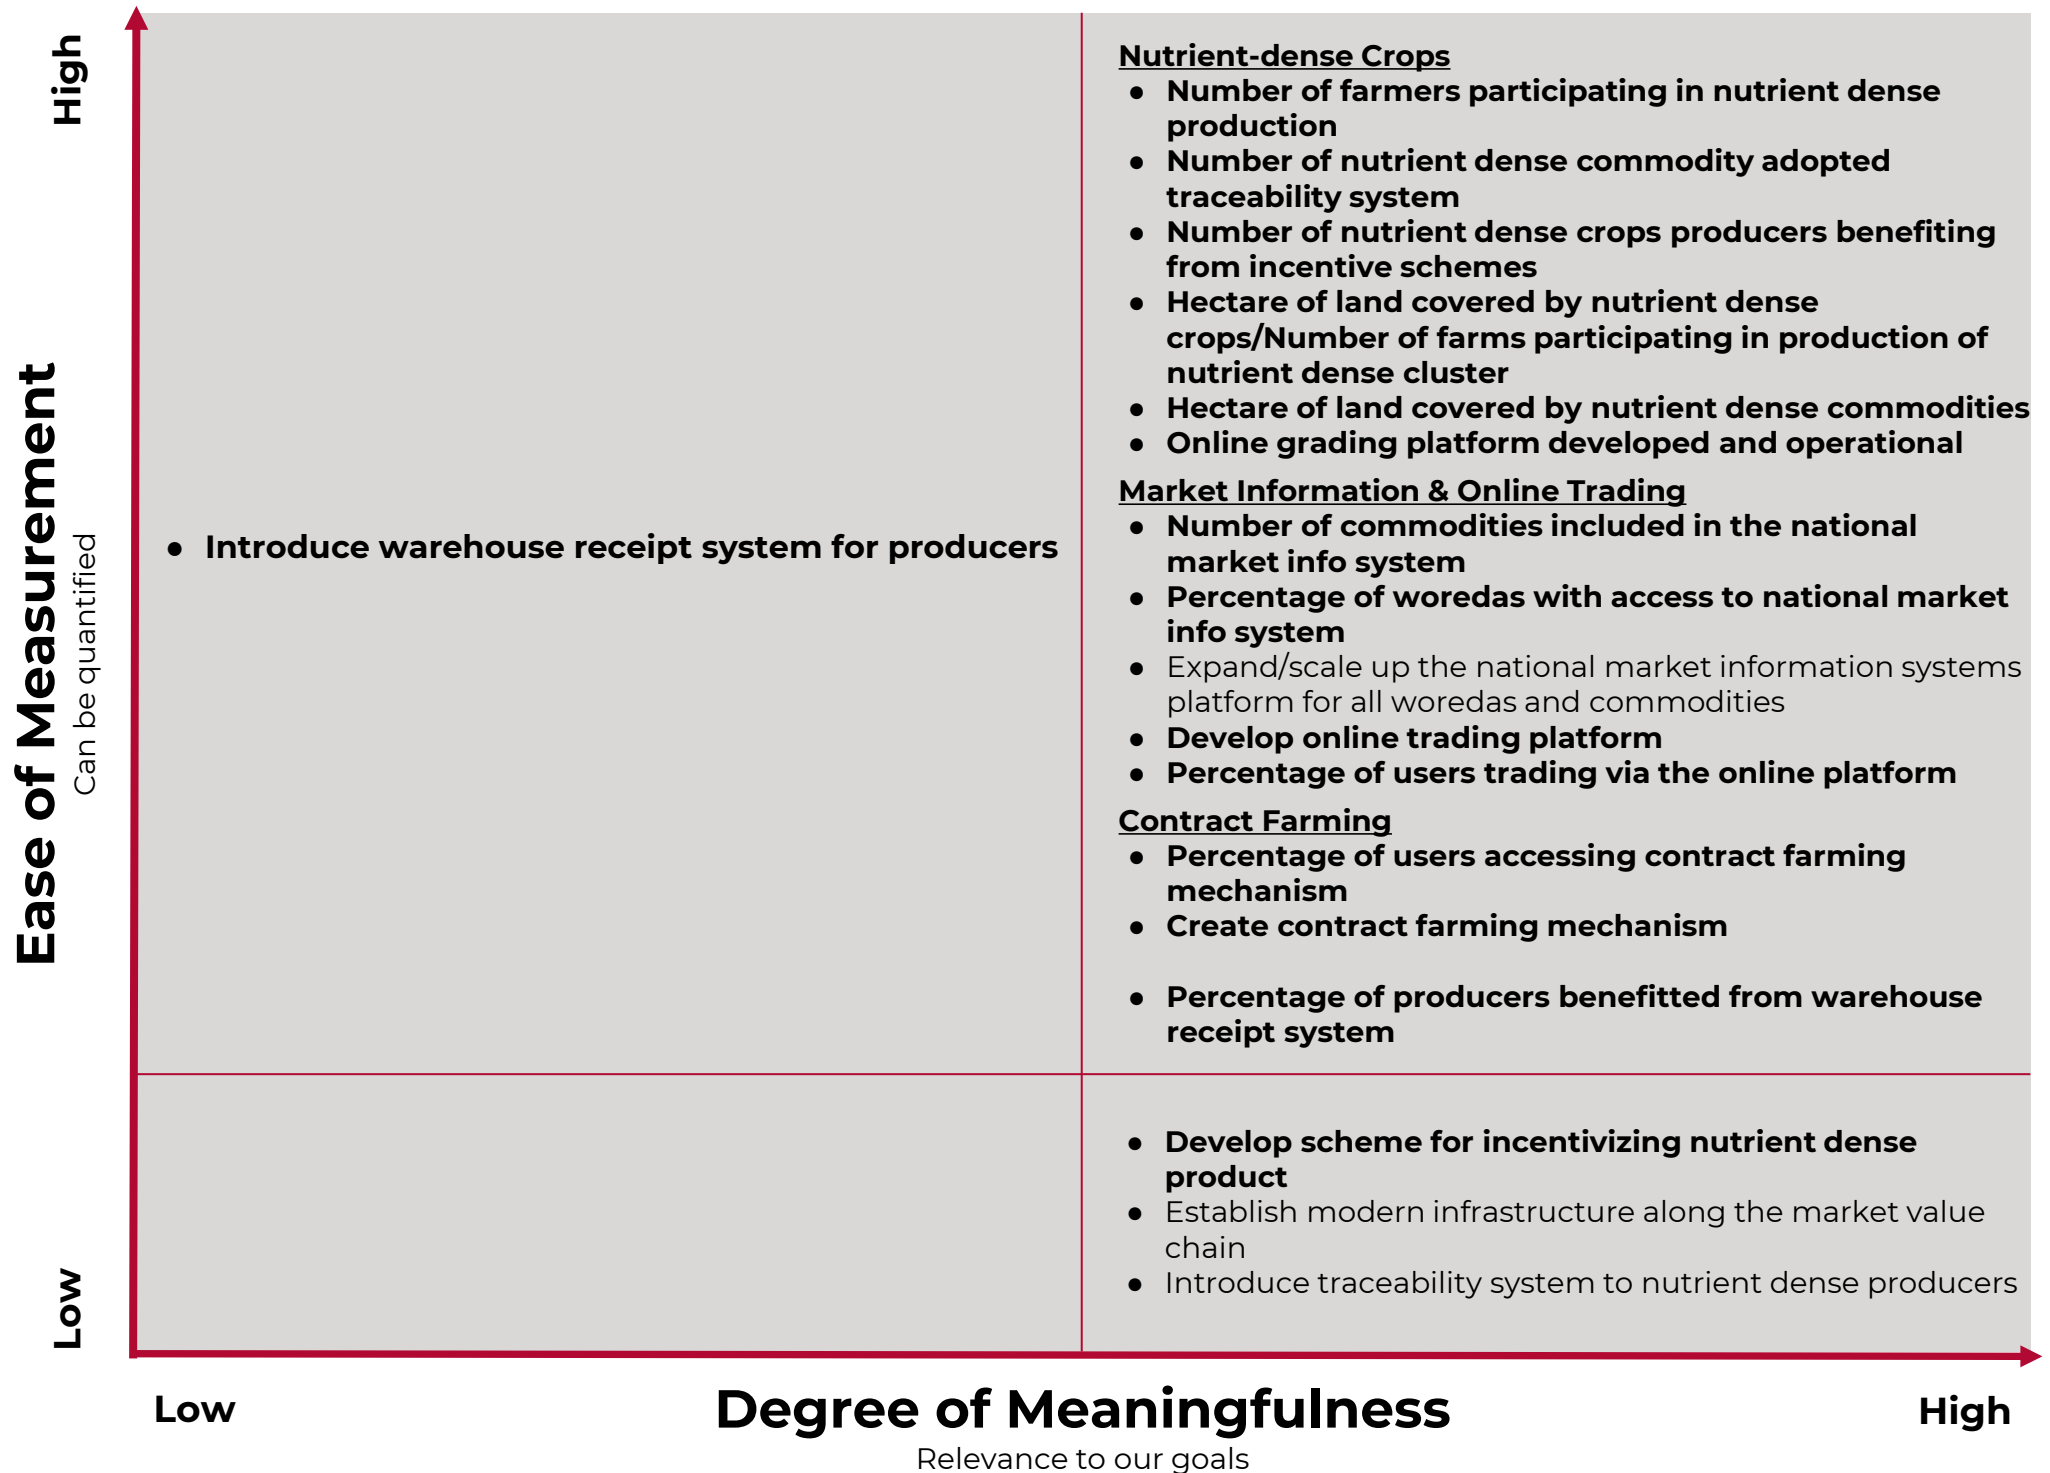 High
Ease of Measurement
Can be quantified
Low
● Introduce warehouse receipt system for producers
Nutrient-dense Crops
● Number of farmers participating in nutrient dense
production
● Number of nutrient dense commodity adopted
traceability system
● Number of nutrient dense crops producers benefiting
from incentive schemes
● Hectare of land covered by nutrient dense
crops/Number of farms participating in production of
nutrient dense cluster
● Hectare of land covered by nutrient dense commodities
● Online grading platform developed and operational
Market Information & Online Trading
● Number of commodities included in the national
market info system
● Percentage of woredas with access to national market
info system
● Expand/scale up the national market information systems
platform for all woredas and commodities
● Develop online trading platform
● Percentage of users trading via the online platform
Contract Farming
● Percentage of users accessing contract farming
mechanism
● Create contract farming mechanism
● Percentage of producers benefitted from warehouse
receipt system
● Develop scheme for incentivizing nutrient dense
product
● Establish modern infrastructure along the market value
chain
● Introduce traceability system to nutrient dense producers
Low
Degree of Meaningfulness
High
Relevance to our goals